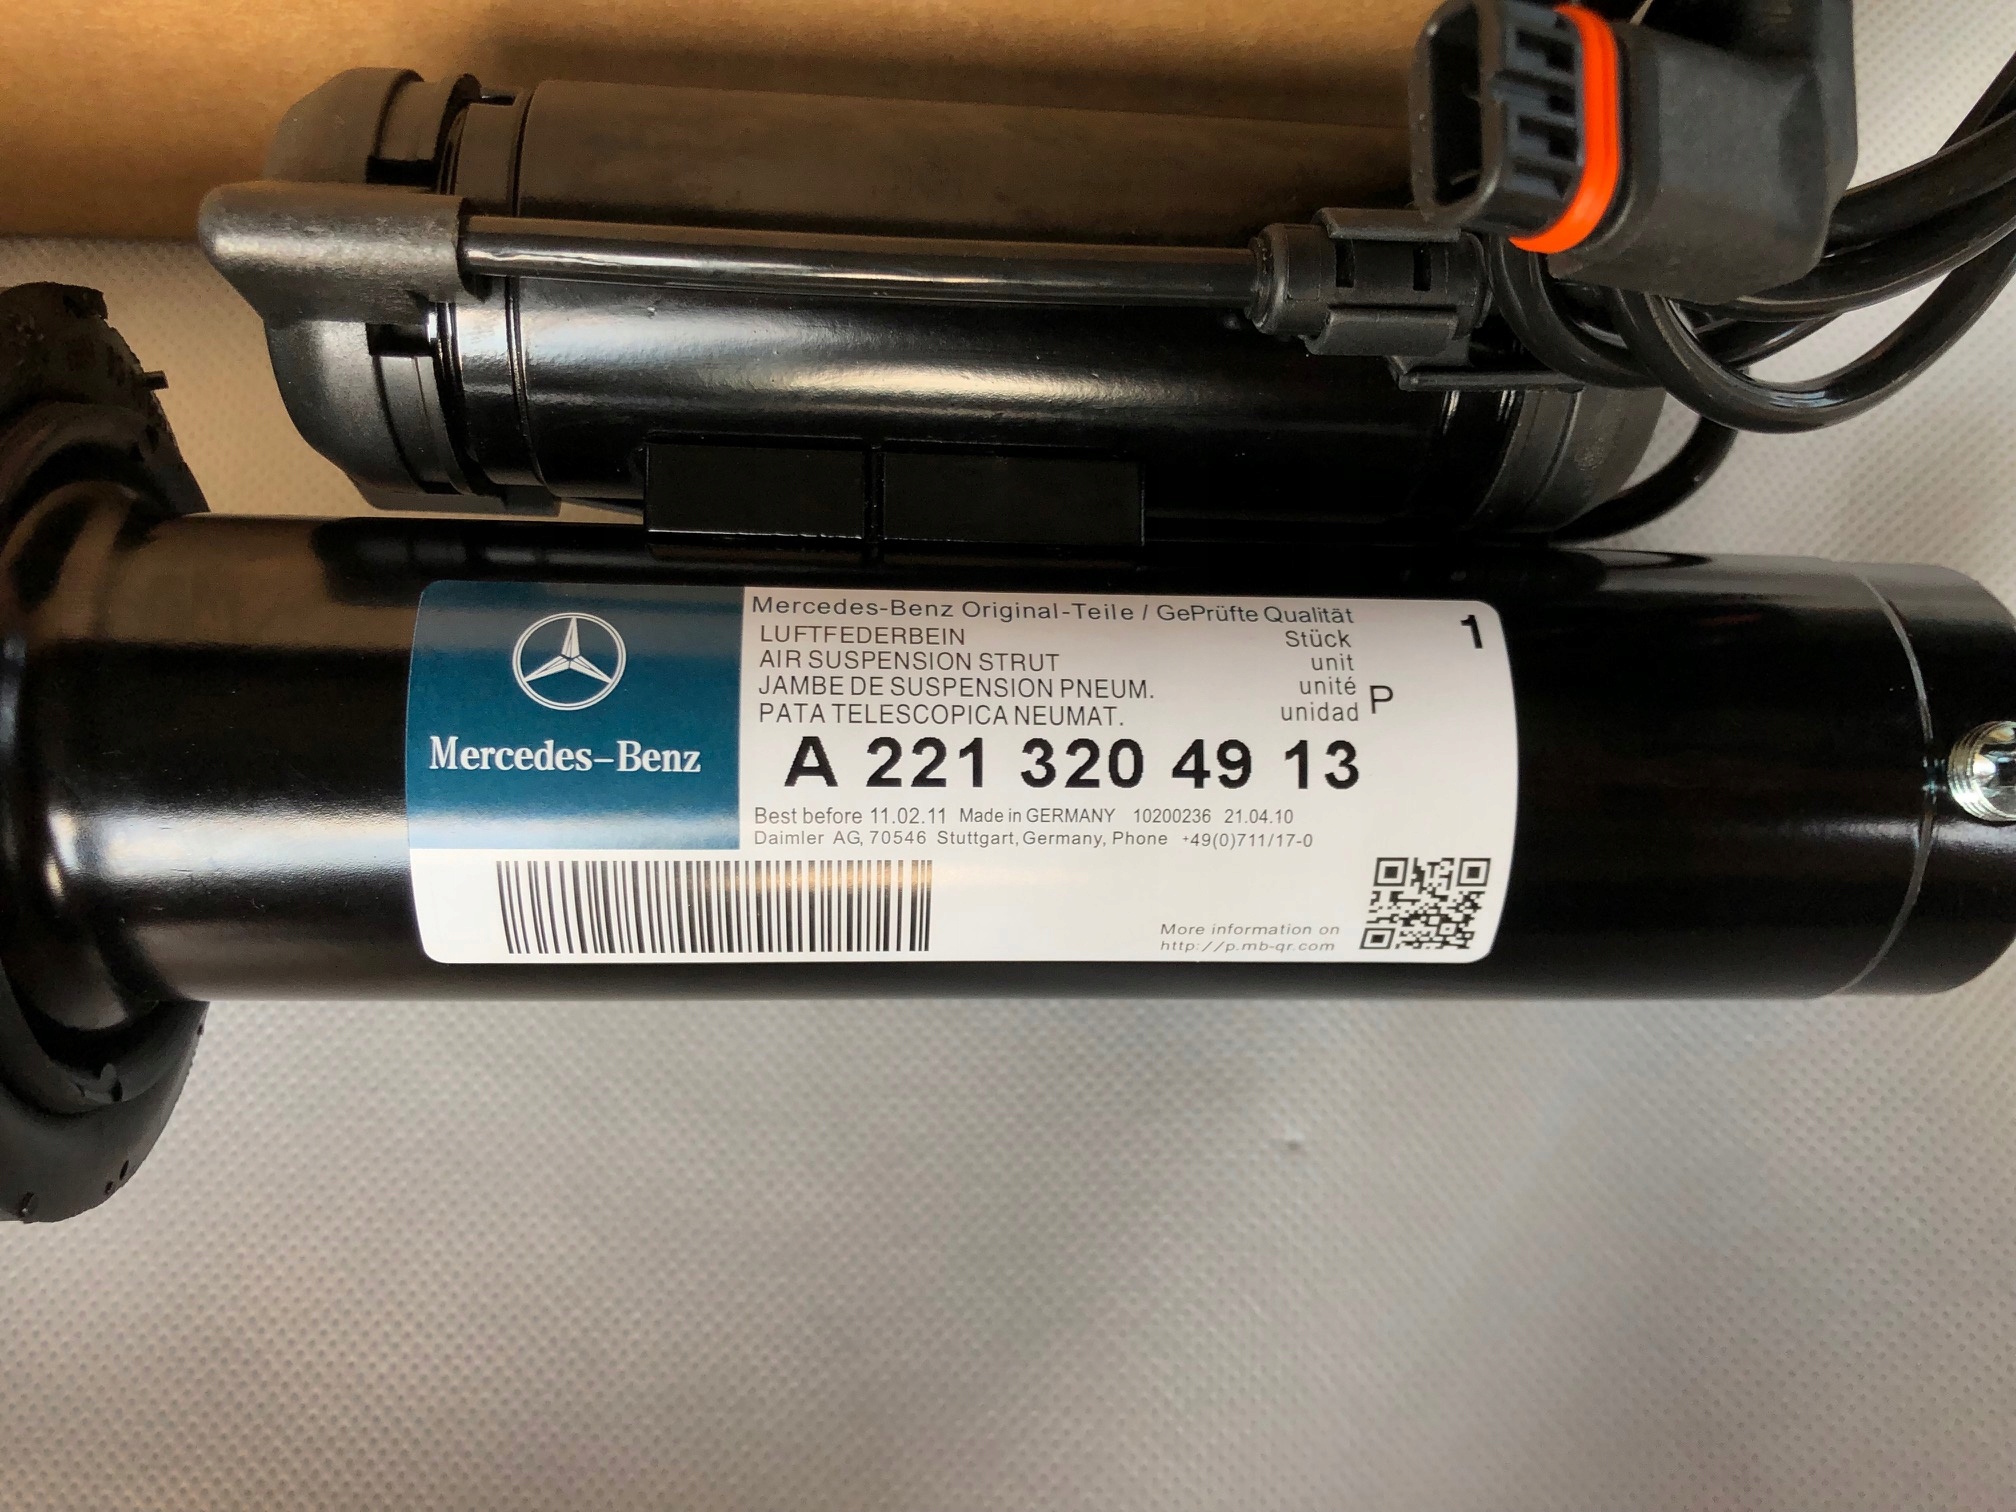 Mercedes-Benz
Mercedes-Benz Original-Teile / GePrüfte Qualität
LUFTFEDERBEIN Stück
AIR SUSPENSION STRUT unit
JAMBE DE SUSPENSION PNEUM. unité
PATA TELESCOPICA NEUMAT. unidad
P
1
A 221 320 49 13
Best before 11.02.11 Made in GERMANY 10200236 21.04.10
Daimler AG, 70546 Stuttgart, Germany, Phone +49(0)711/17-0
More information on
http://p.mb-qr.com